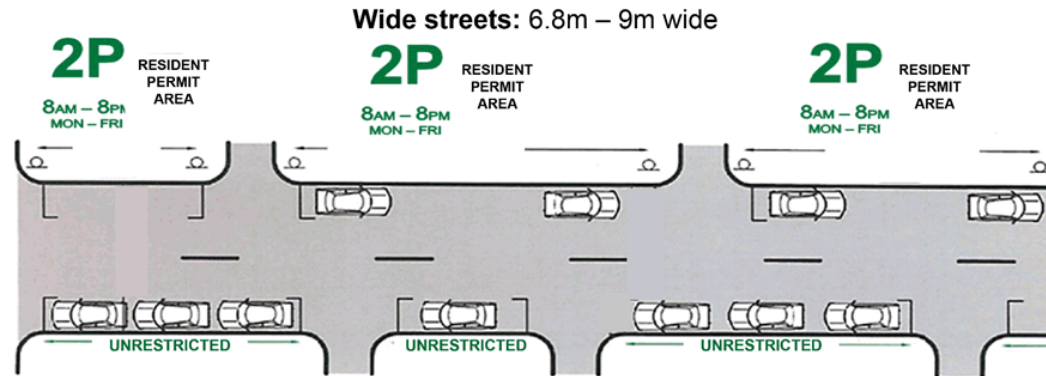 Wide streets: 6.8m – 9m wide
2P
RESIDENT
PERMIT
AREA
8AM – 8PM
MON – FRI
2P
RESIDENT
PERMIT
AREA
8AM – 8PM
MON – FRI
2P
RESIDENT
PERMIT
AREA
8AM – 8PM
MON – FRI
UNRESTRICTED
UNRESTRICTED
UNRESTRICTED